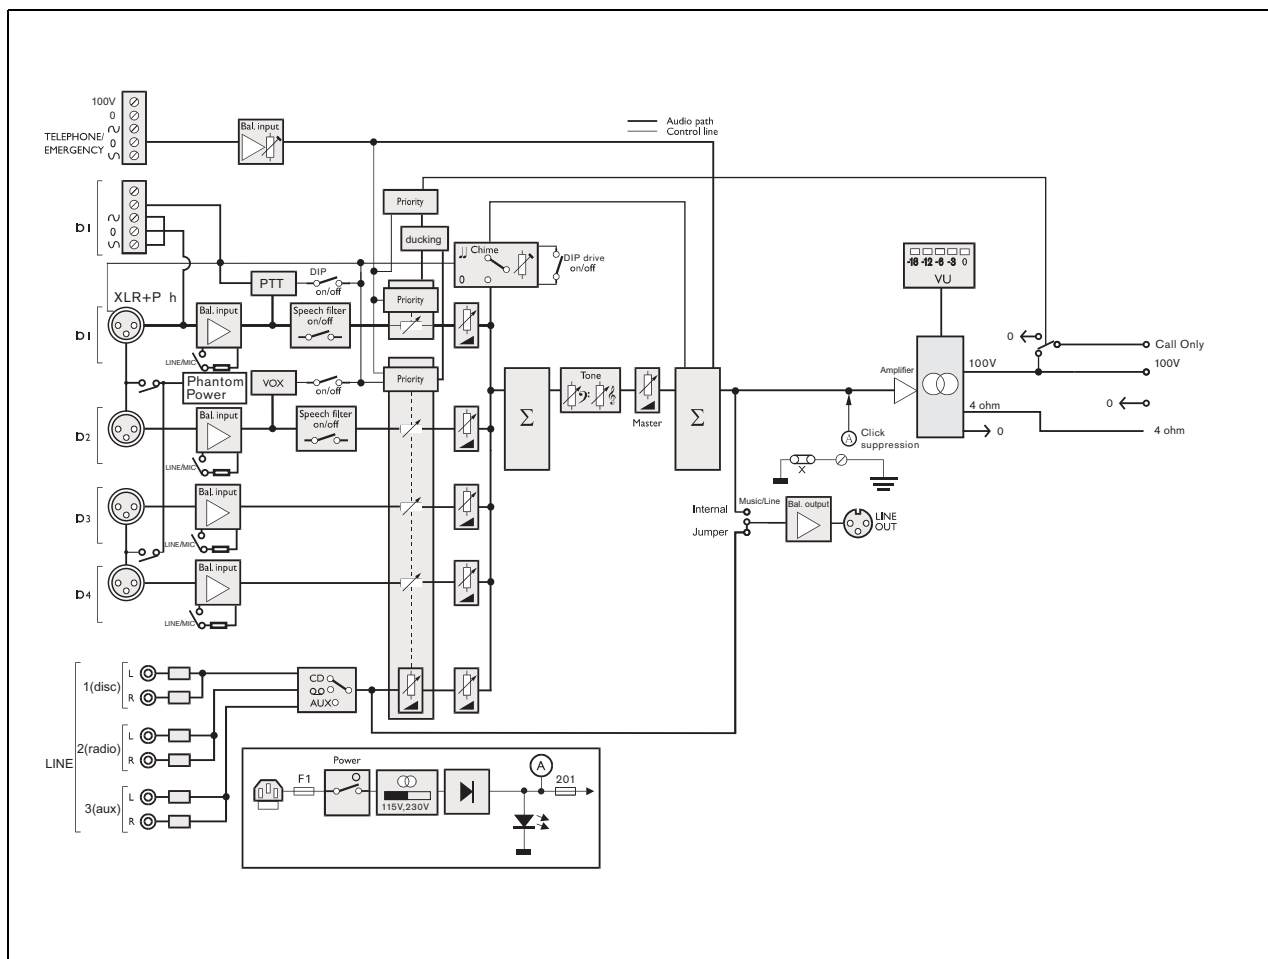 100V
0
TELEPHONE/
0
EMERGENCY
Bal. input
Audio path
Control line
Priority
ducking
Chime
0
DIP drive
on/off
PTT
DIP
on/off
XLR+P h
Priority
Bal. input
Speech filter
on/off
LINE/MIC
Phantom
Power
VOX
on/off
Priority
Bal. input
Speech filter
on/off
LINE/MIC
Bal. input
LINE/MIC
Bal. input
LINE/MIC
Σ
Tone
Master
Σ
-18 -12 -6 -3 0
VU
Amplifier
100V
4 ohm
0
0
Call Only
100V
0
4 ohm
A
Click
suppression
X
Internal
Music/Line
Jumper
Bal. output
LINE
OUT
LINE
1(disc)
L
R
2(radio)
L
R
3(aux)
L
R
CD
AUX
F1
Power
115V,230V
A
201